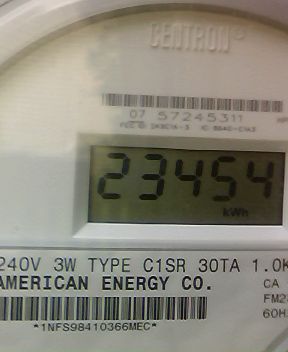 CENTRON®
07 57245311
23454
kWh
240V 3W TYPE C1SR 30TA 1.0K
AMERICAN ENERGY CO.
CA
FM2
60H
*1NFS98410366MEC*